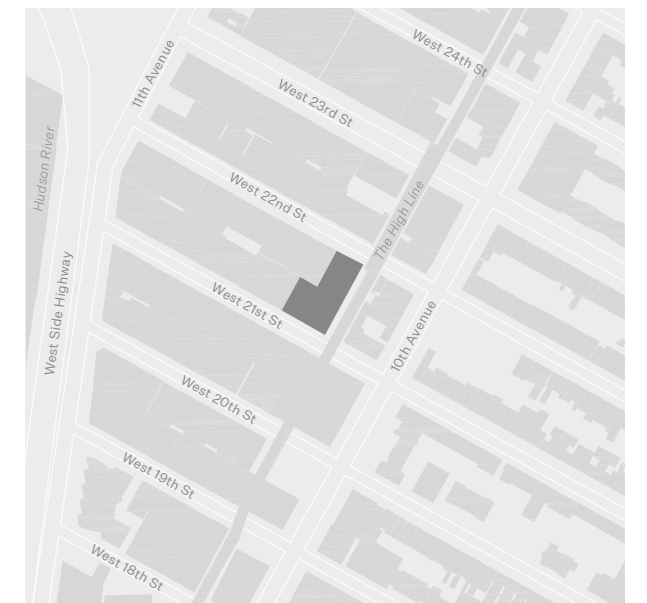 West 24th St
11th Avenue
West 23rd St
Hudson River
West 22nd St
The High Line
West Side Highway
West 21st St
10th Avenue
West 20th St
West 19th St
West 18th St